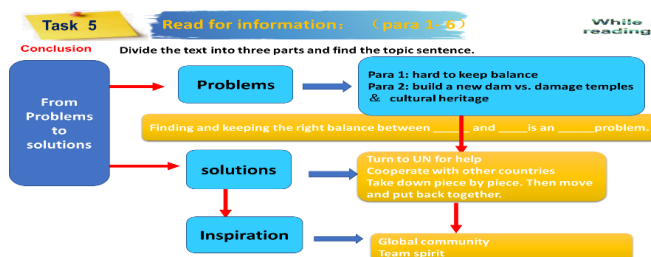 Task 5
Read for information: （para 1-6）
While
reading
Conclusion
Divide the text into three parts and find the topic sentence.
From
Problems
to
solutions
Problems
Para 1: hard to keep balance
Para 2: build a new dam vs. damage temples
& cultural heritage
Finding and keeping the right balance between ______ and _____is an ______problem.
solutions
Turn to UN for help
Cooperate with other countries
Take down piece by piece. Then move
and put back together.
Inspiration
Global community
Team spirit